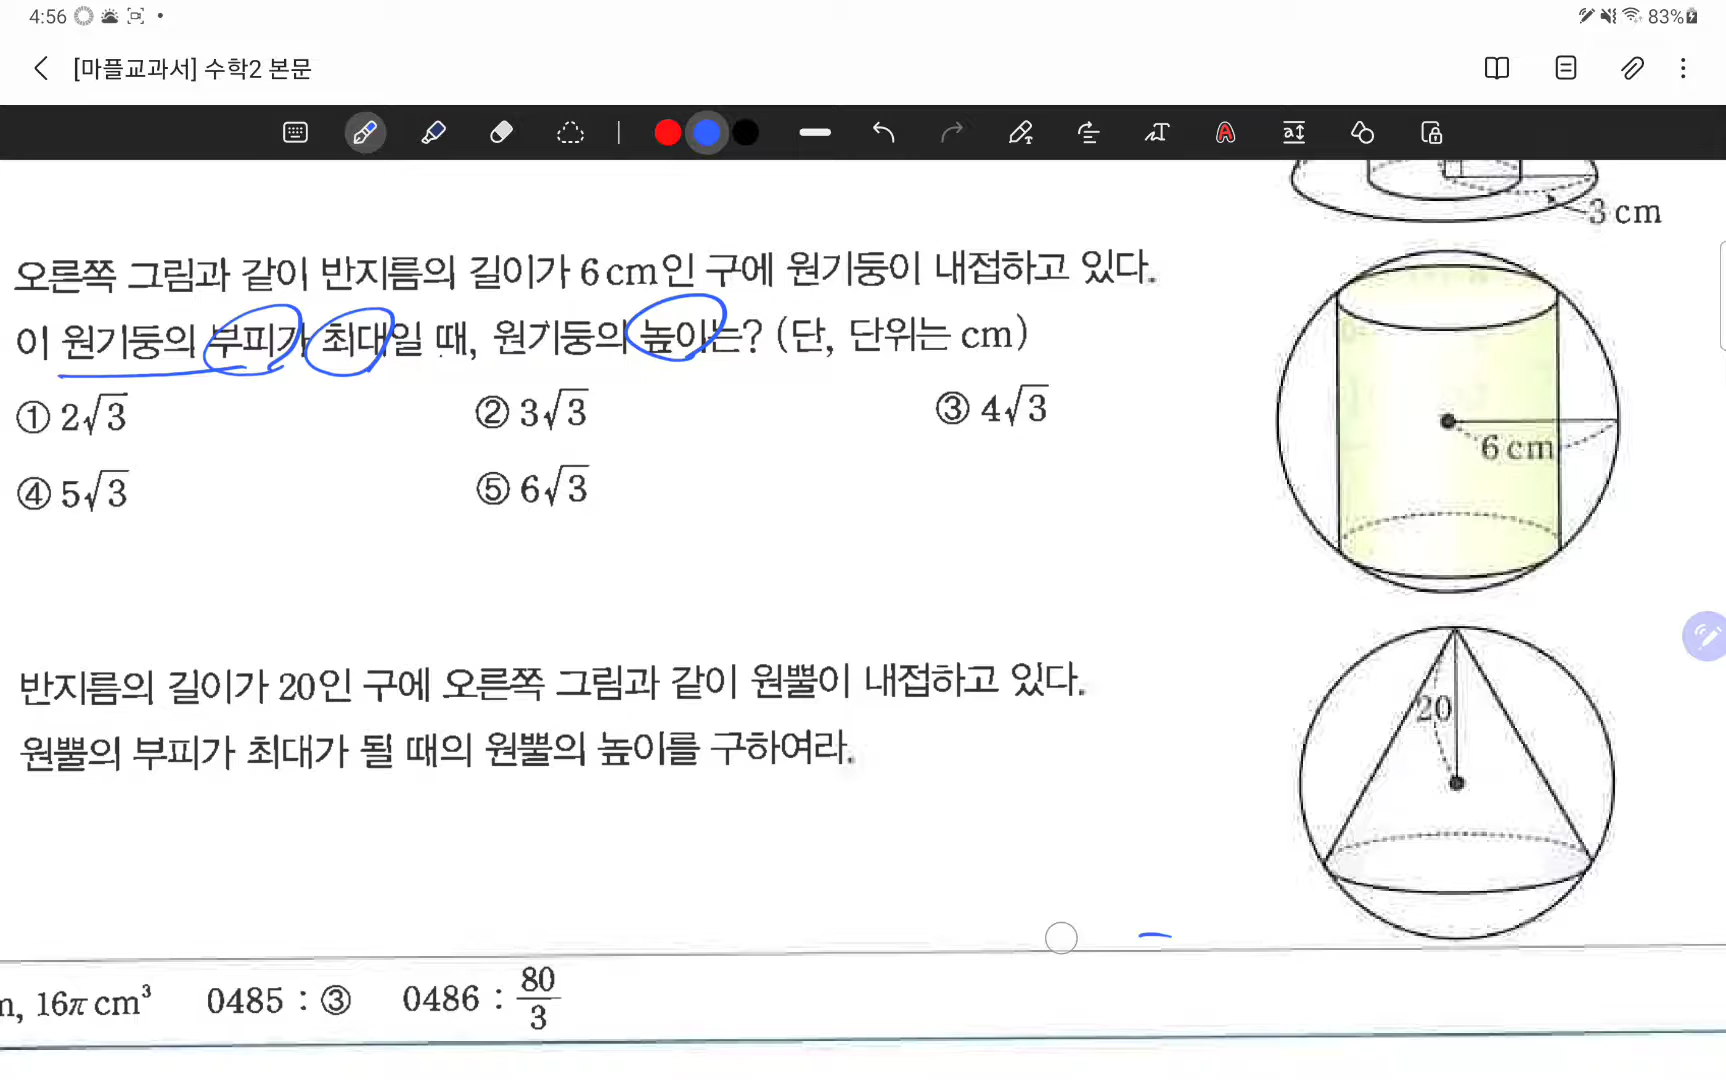 4:56
83%
[마플교과서] 수학2 본문
3 cm
오른쪽 그림과 같이 반지름의 길이가 6 cm인 구에 원기둥이 내접하고 있다.
이 원기둥의 부피가 최대일 때, 원기둥의 높이는? (단, 단위는 cm)
① 2√3 ② 3√3 ③ 4√3
④ 5√3 ⑤ 6√3
6 cm
반지름의 길이가 20인 구에 오른쪽 그림과 같이 원뿔이 내접하고 있다.
원뿔의 부피가 최대가 될 때의 원뿔의 높이를 구하여라.
20
m, 16π cm³ 0485 : ③ 0486 : 80/3